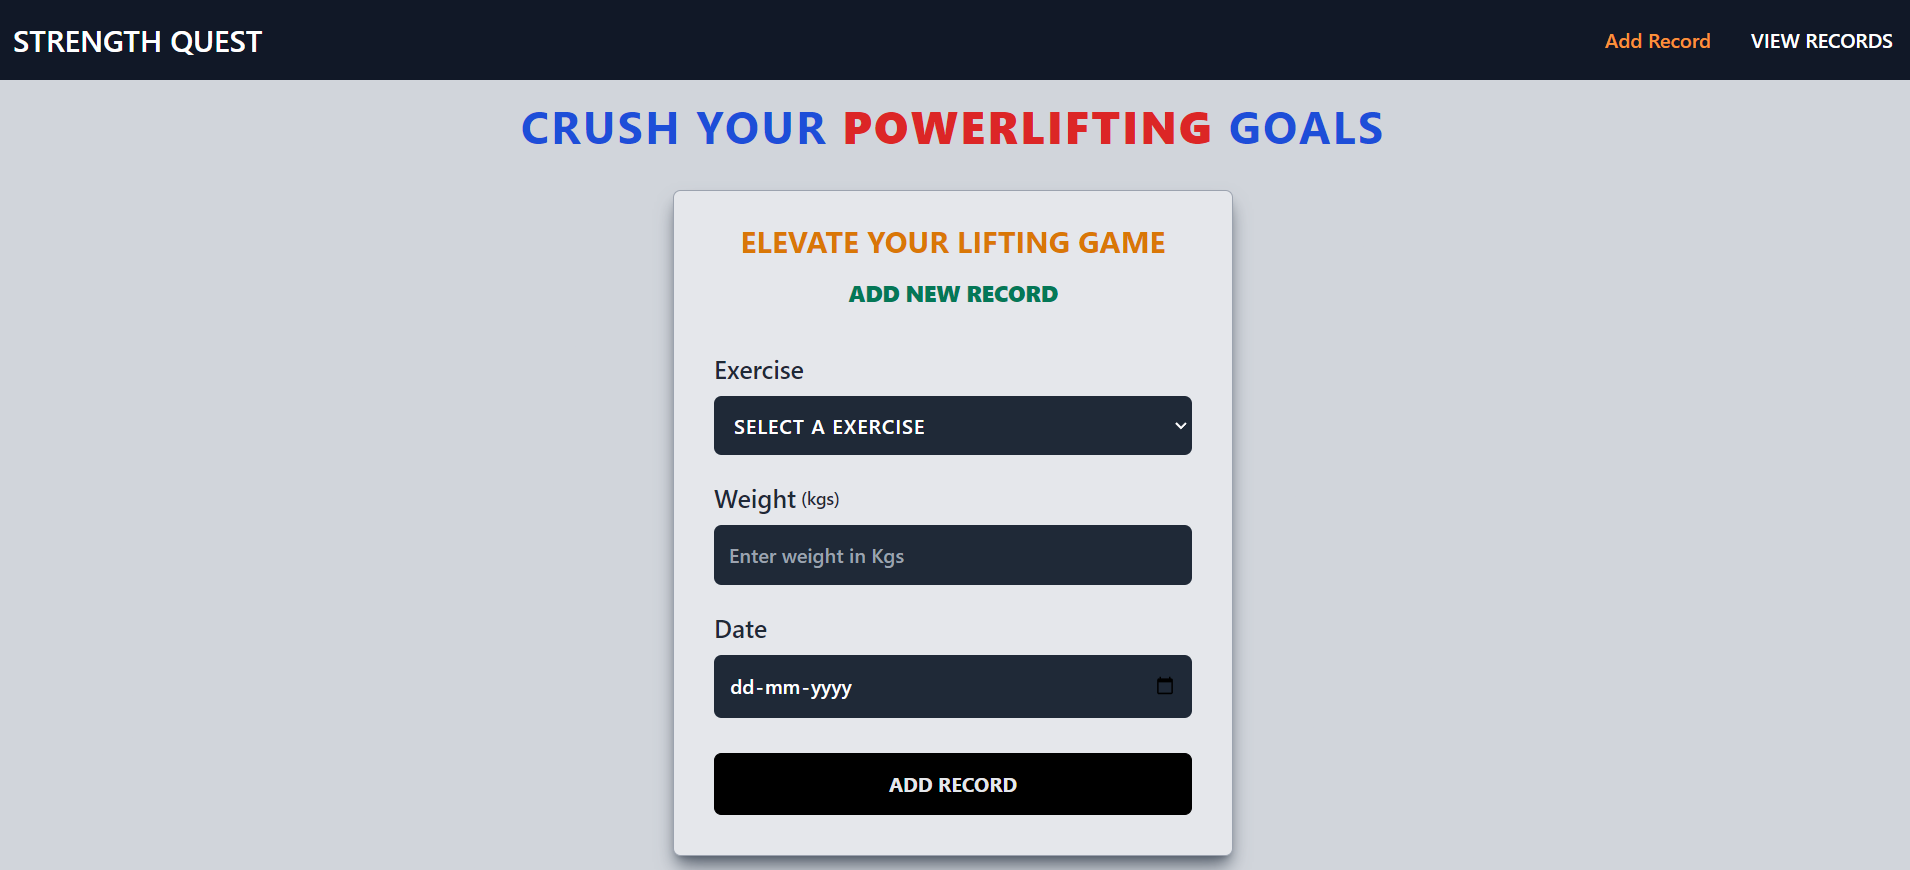 STRENGTH QUEST
Add Record
VIEW RECORDS
CRUSH YOUR POWERLIFTING GOALS
ELEVATE YOUR LIFTING GAME
ADD NEW RECORD
Exercise
SELECT A EXERCISE
Weight (kgs)
Enter weight in Kgs
Date
dd-mm-yyyy
ADD RECORD